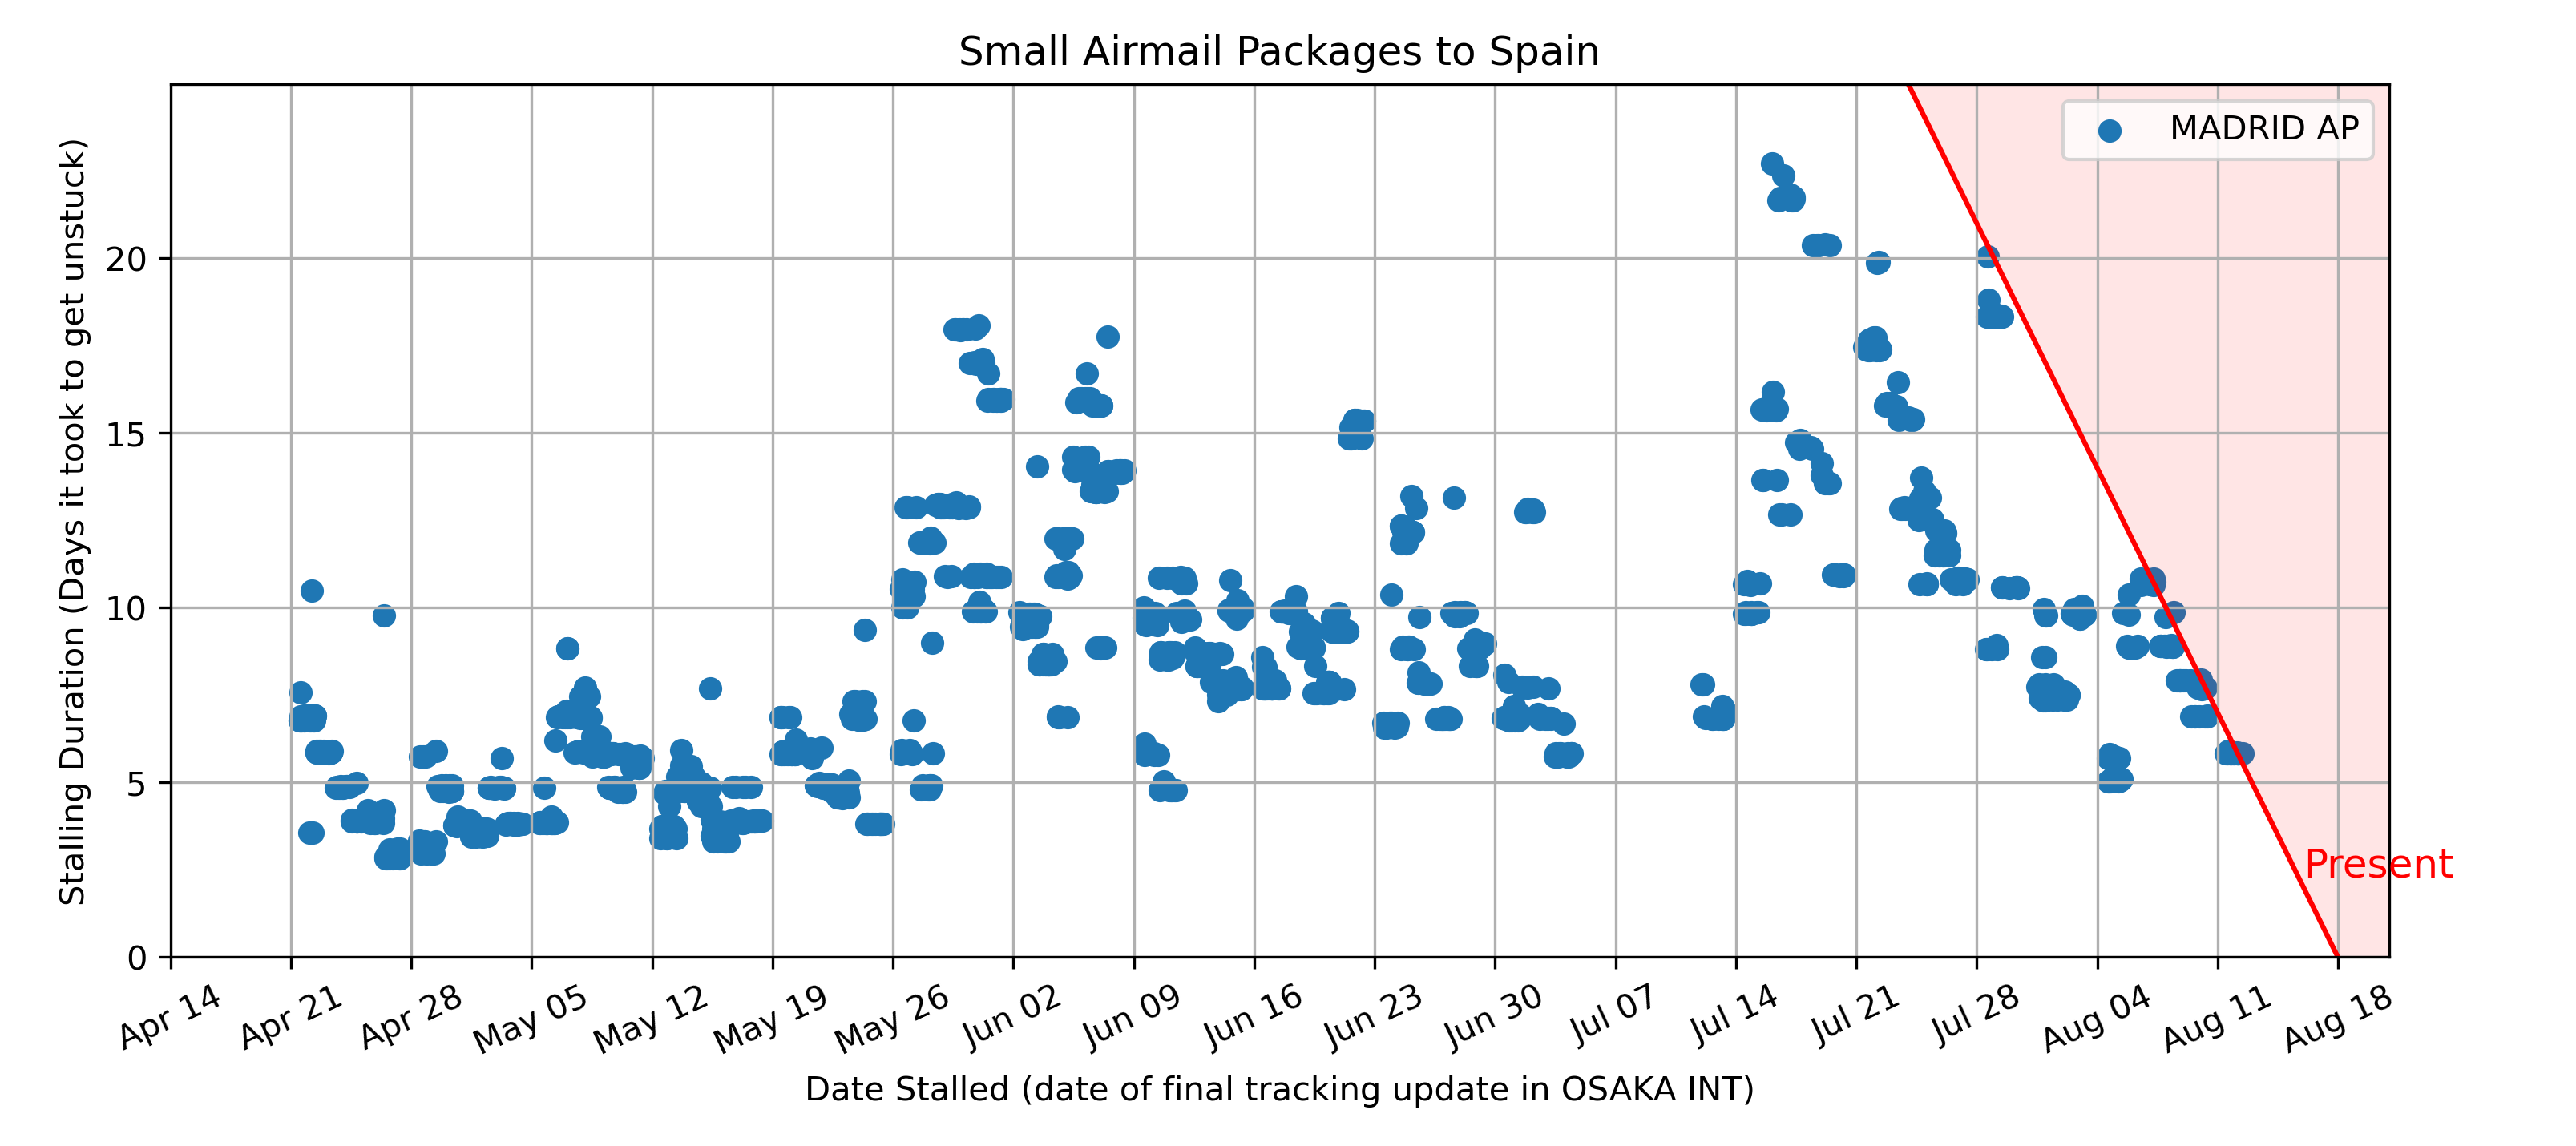 Small Airmail Packages to Spain
MADRID AP
Stalling Duration (Days it took to get unstuck)
20
15
10
5
0
Present
Apr 14
Apr 21
Apr 28
May 05
May 12
May 19
May 26
Jun 02
Jun 09
Jun 16
Jun 23
Jun 30
Jul 07
Jul 14
Jul 21
Jul 28
Aug 04
Aug 11
Aug 18
Date Stalled (date of final tracking update in OSAKA INT)